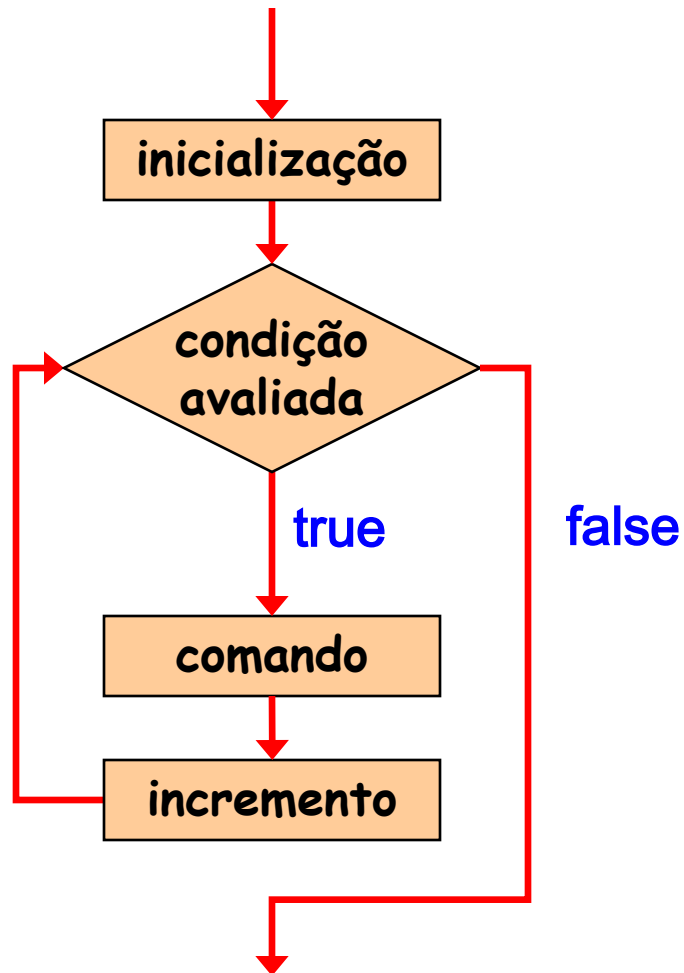 inicialização
condição
avaliada
true
false
comando
incremento